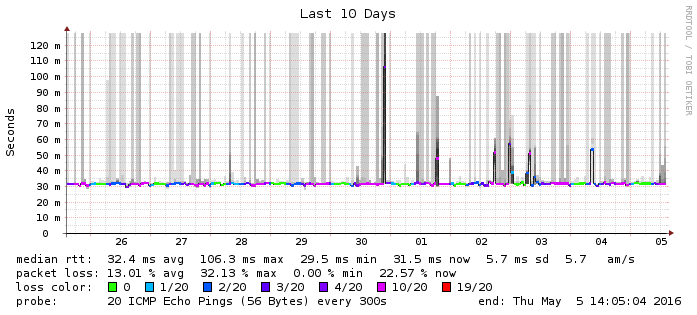 Last 10 Days
RRDTOOL / TOBI OETIKER
Seconds
120 m
110 m
100 m
90 m
80 m
70 m
60 m
50 m
40 m
30 m
20 m
10 m
0
26 27 28 29 30 01 02 03 04 05
median rtt: 32.4 ms avg 106.3 ms max 29.5 ms min 31.5 ms now 5.7 ms sd 5.7 am/s
packet loss: 13.01 % avg 32.13 % max 0.00 % min 22.57 % now
loss color: 0 1/20 2/20 3/20 4/20 10/20 19/20
probe: 20 ICMP Echo Pings (56 Bytes) every 300s end: Thu May 5 14:05:04 2016